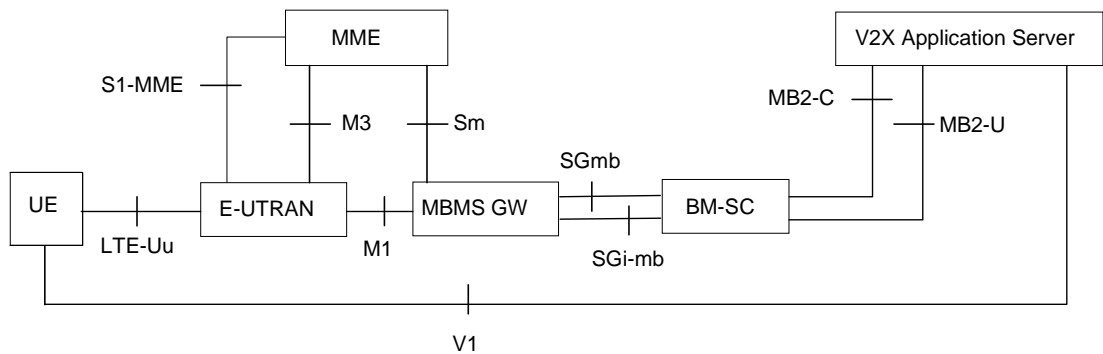 MME
V2X Application Server
S1-MME
MB2-C
M3
Sm
MB2-U
SGmb
UE
E-UTRAN
MBMS GW
BM-SC
LTE-Uu
M1
SGi-mb
V1